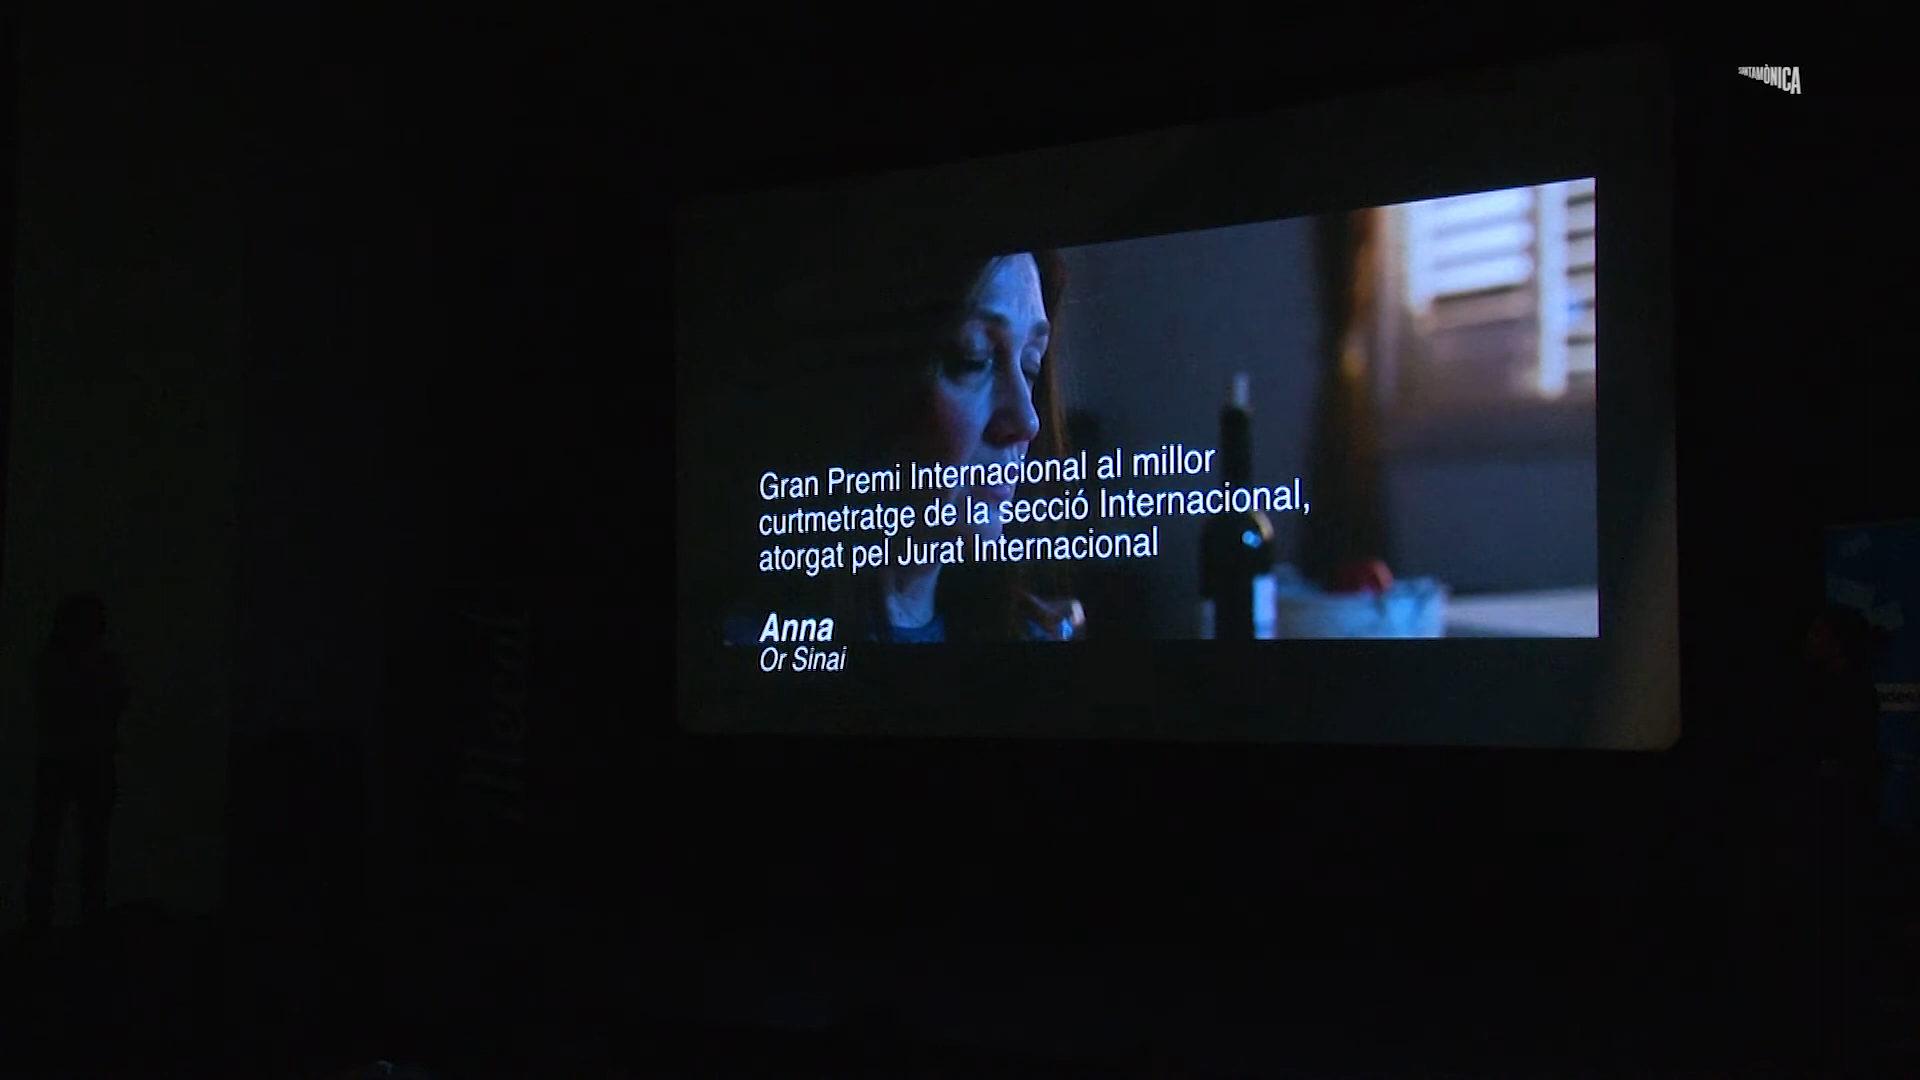 SANTAMÒNICA
Gran Premi Internacional al millor
curtmetratge de la secció Internacional,
atorgat pel Jurat Internacional
Anna
Or Sinai